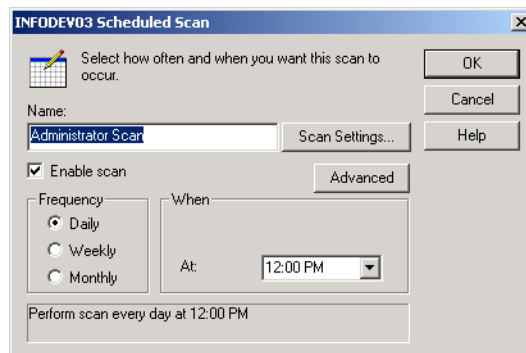 INFODEV03 Scheduled Scan
Select how often and when you want this scan to
occur.
OK
Cancel
Help
Name:
Administrator Scan
Scan Settings...
Enable scan
Advanced
Frequency
When
Daily
Weekly
Monthly
At:
12:00 PM
Perform scan every day at 12:00 PM